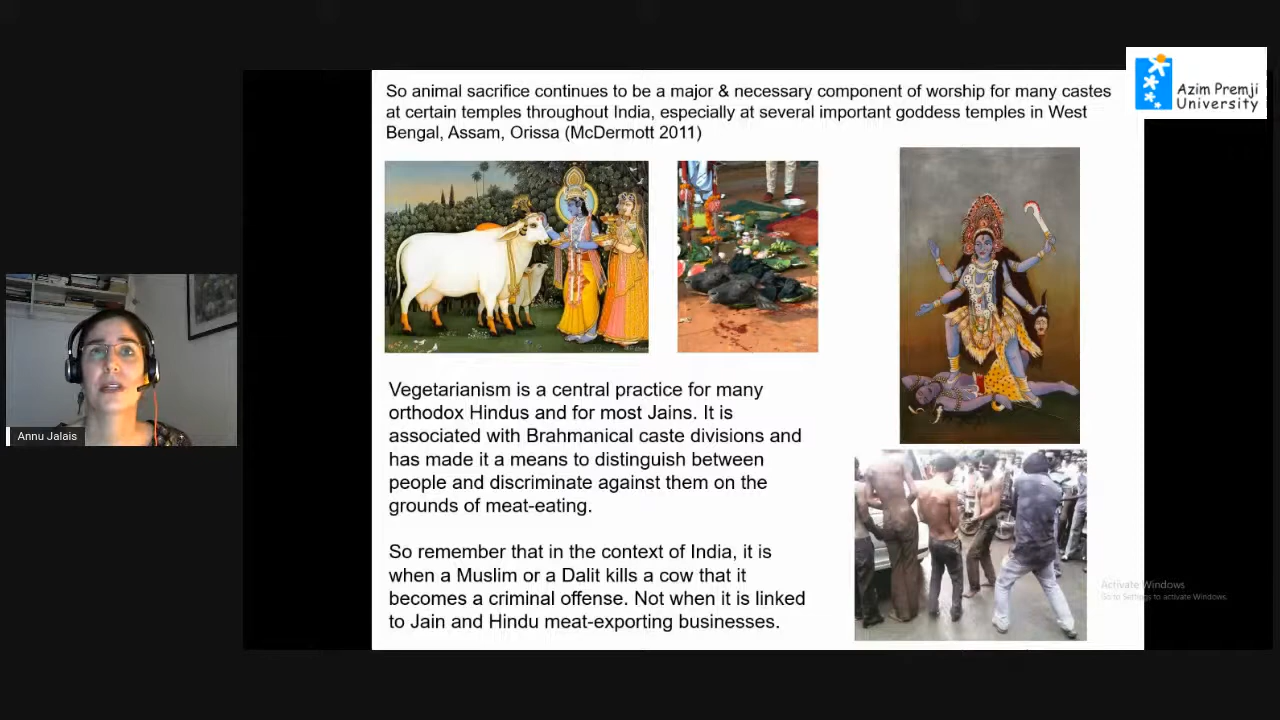 So animal sacrifice continues to be a major & necessary component of worship for many castes
at certain temples throughout India, especially at several important goddess temples in West
Bengal, Assam, Orissa (McDermott 2011)
Azim Premji
University
Vegetarianism is a central practice for many
orthodox Hindus and for most Jains. It is
associated with Brahmanical caste divisions and
has made it a means to distinguish between
people and discriminate against them on the
grounds of meat-eating.
So remember that in the context of India, it is
when a Muslim or a Dalit kills a cow that it
becomes a criminal offense. Not when it is linked
to Jain and Hindu meat-exporting businesses.
Annu Jalais
Activate Windows
Go to Settings to activate Windows.